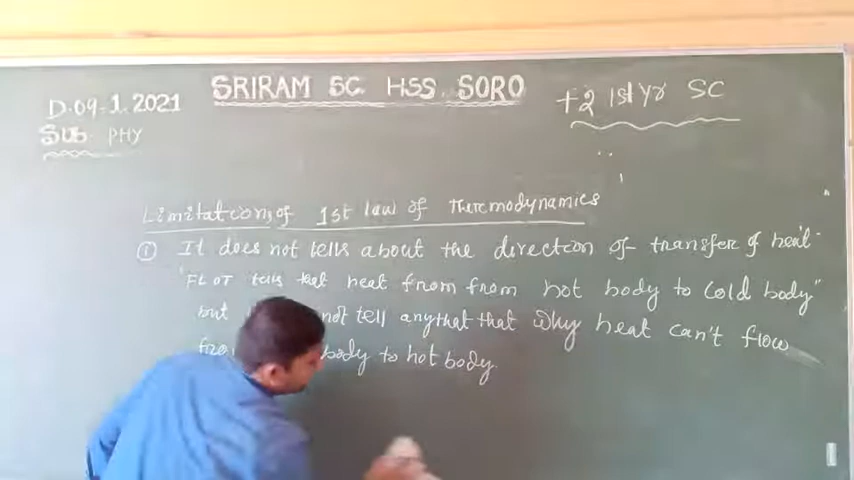 SRIRAM SC. HSS. SORO
+2 1st Yr SC
D.09-1.2021
SUB PHY
Limitations of 1st law of Thermodynamics
① It does not tells about the direction of transfer of heat.
"FLOT tells that heat from from hot body to cold body"
but not tell anythat that why heat can't flow
body to hot body.